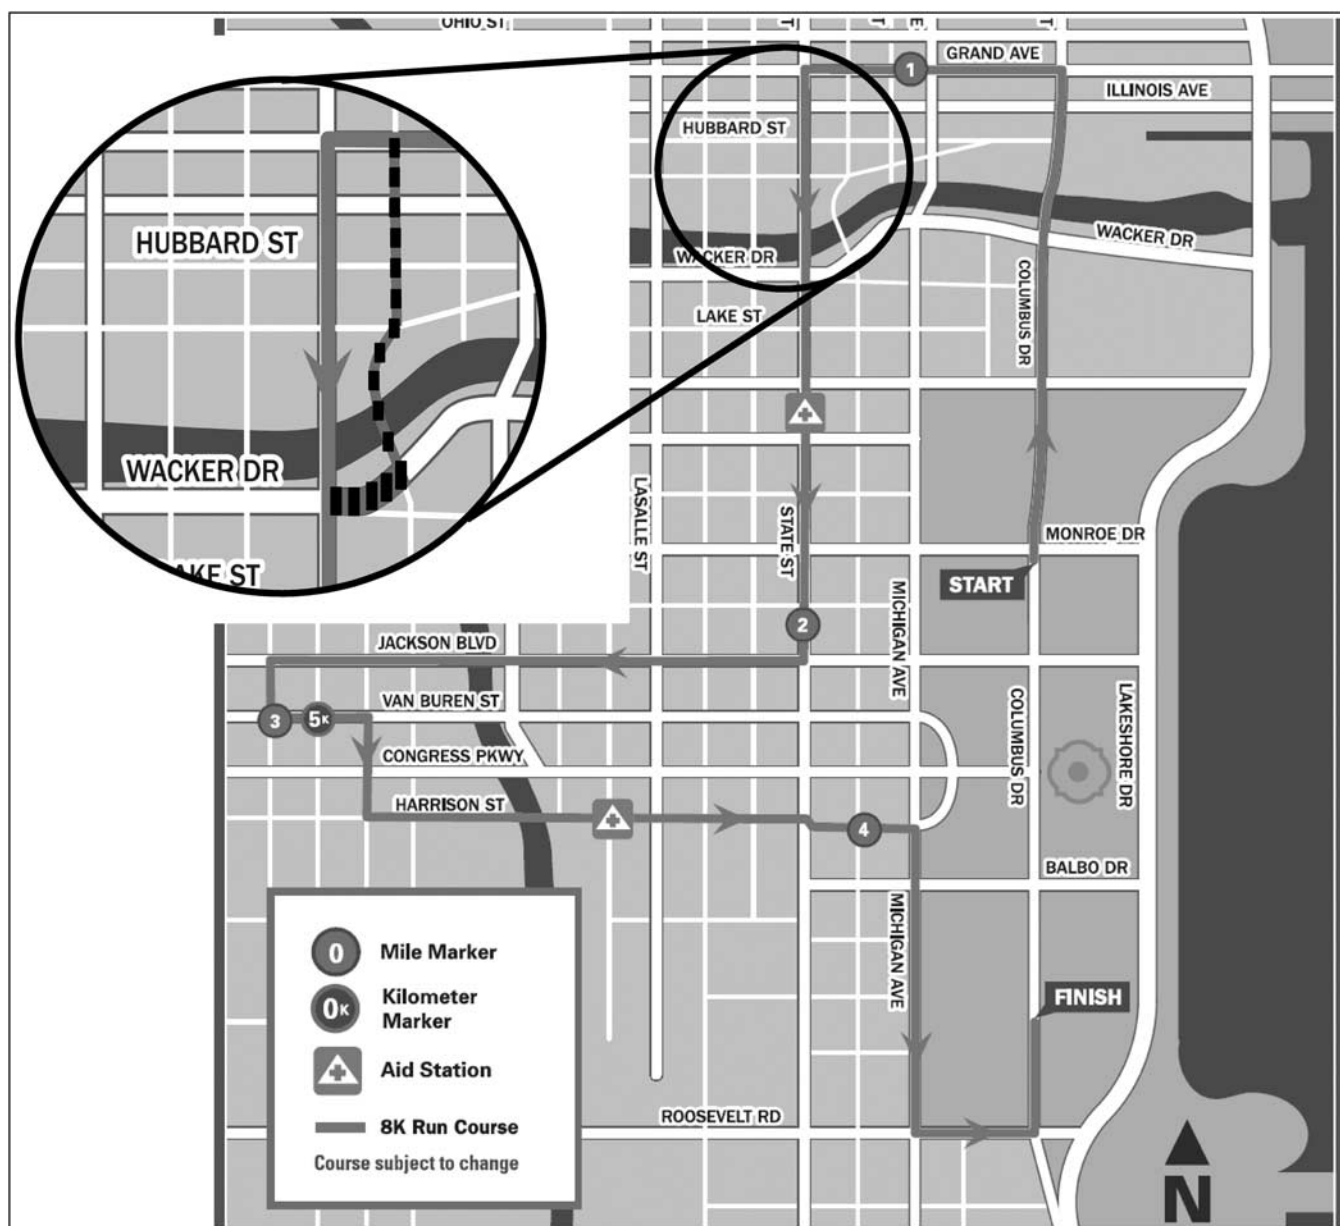 OHIO ST
T
T
E
T
GRAND AVE
1
ILLINOIS AVE
HUBBARD ST
HUBBARD ST
WACKER DR
WACKER DR
COLUMBUS DR
LAKE ST
WACKER DR
LASALLE ST
STATE ST
MONROE DR
AKE ST
START
MICHIGAN AVE
2
JACKSON BLVD
VAN BUREN ST
COLUMBUS DR
LAKESHORE DR
3
5K
CONGRESS PKWY
HARRISON ST
4
BALBO DR
MICHIGAN AVE
0
Mile Marker
0K
Kilometer
Marker
FINISH
Aid Station
ROOSEVELT RD
8K Run Course
Course subject to change
N